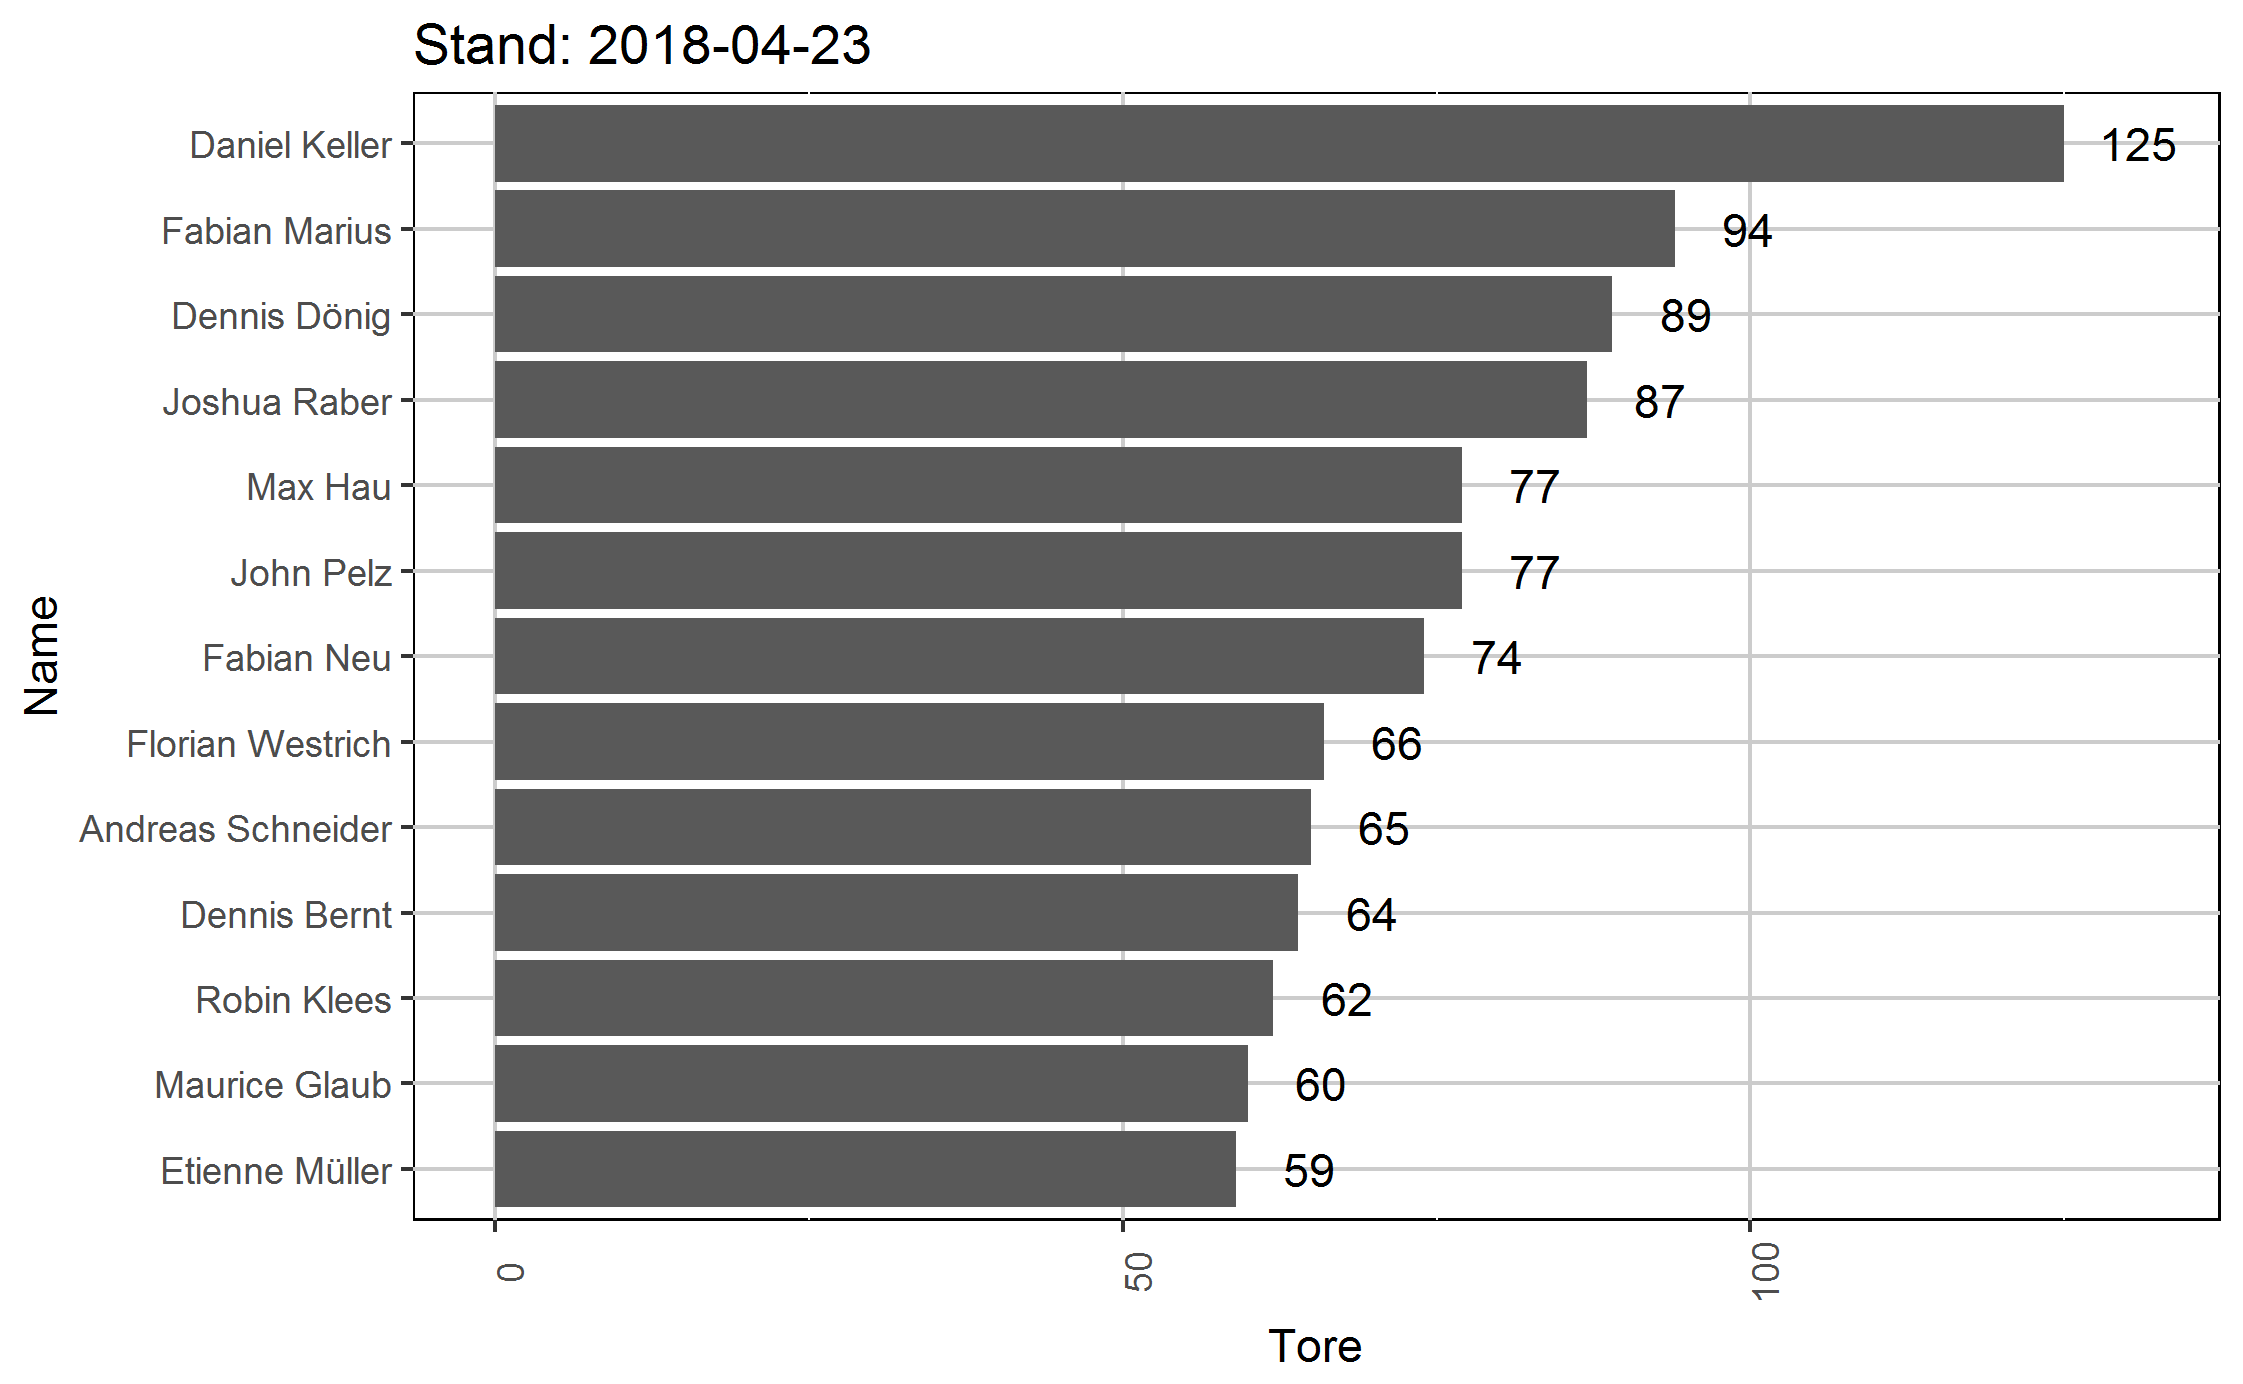 Stand: 2018-04-23
Daniel Keller 125
Fabian Marius 94
Dennis Dönig 89
Joshua Raber 87
Max Hau 77
John Pelz 77
Fabian Neu 74
Florian Westrich 66
Andreas Schneider 65
Dennis Bernt 64
Robin Klees 62
Maurice Glaub 60
Etienne Müller 59
Name
0 50 100
Tore